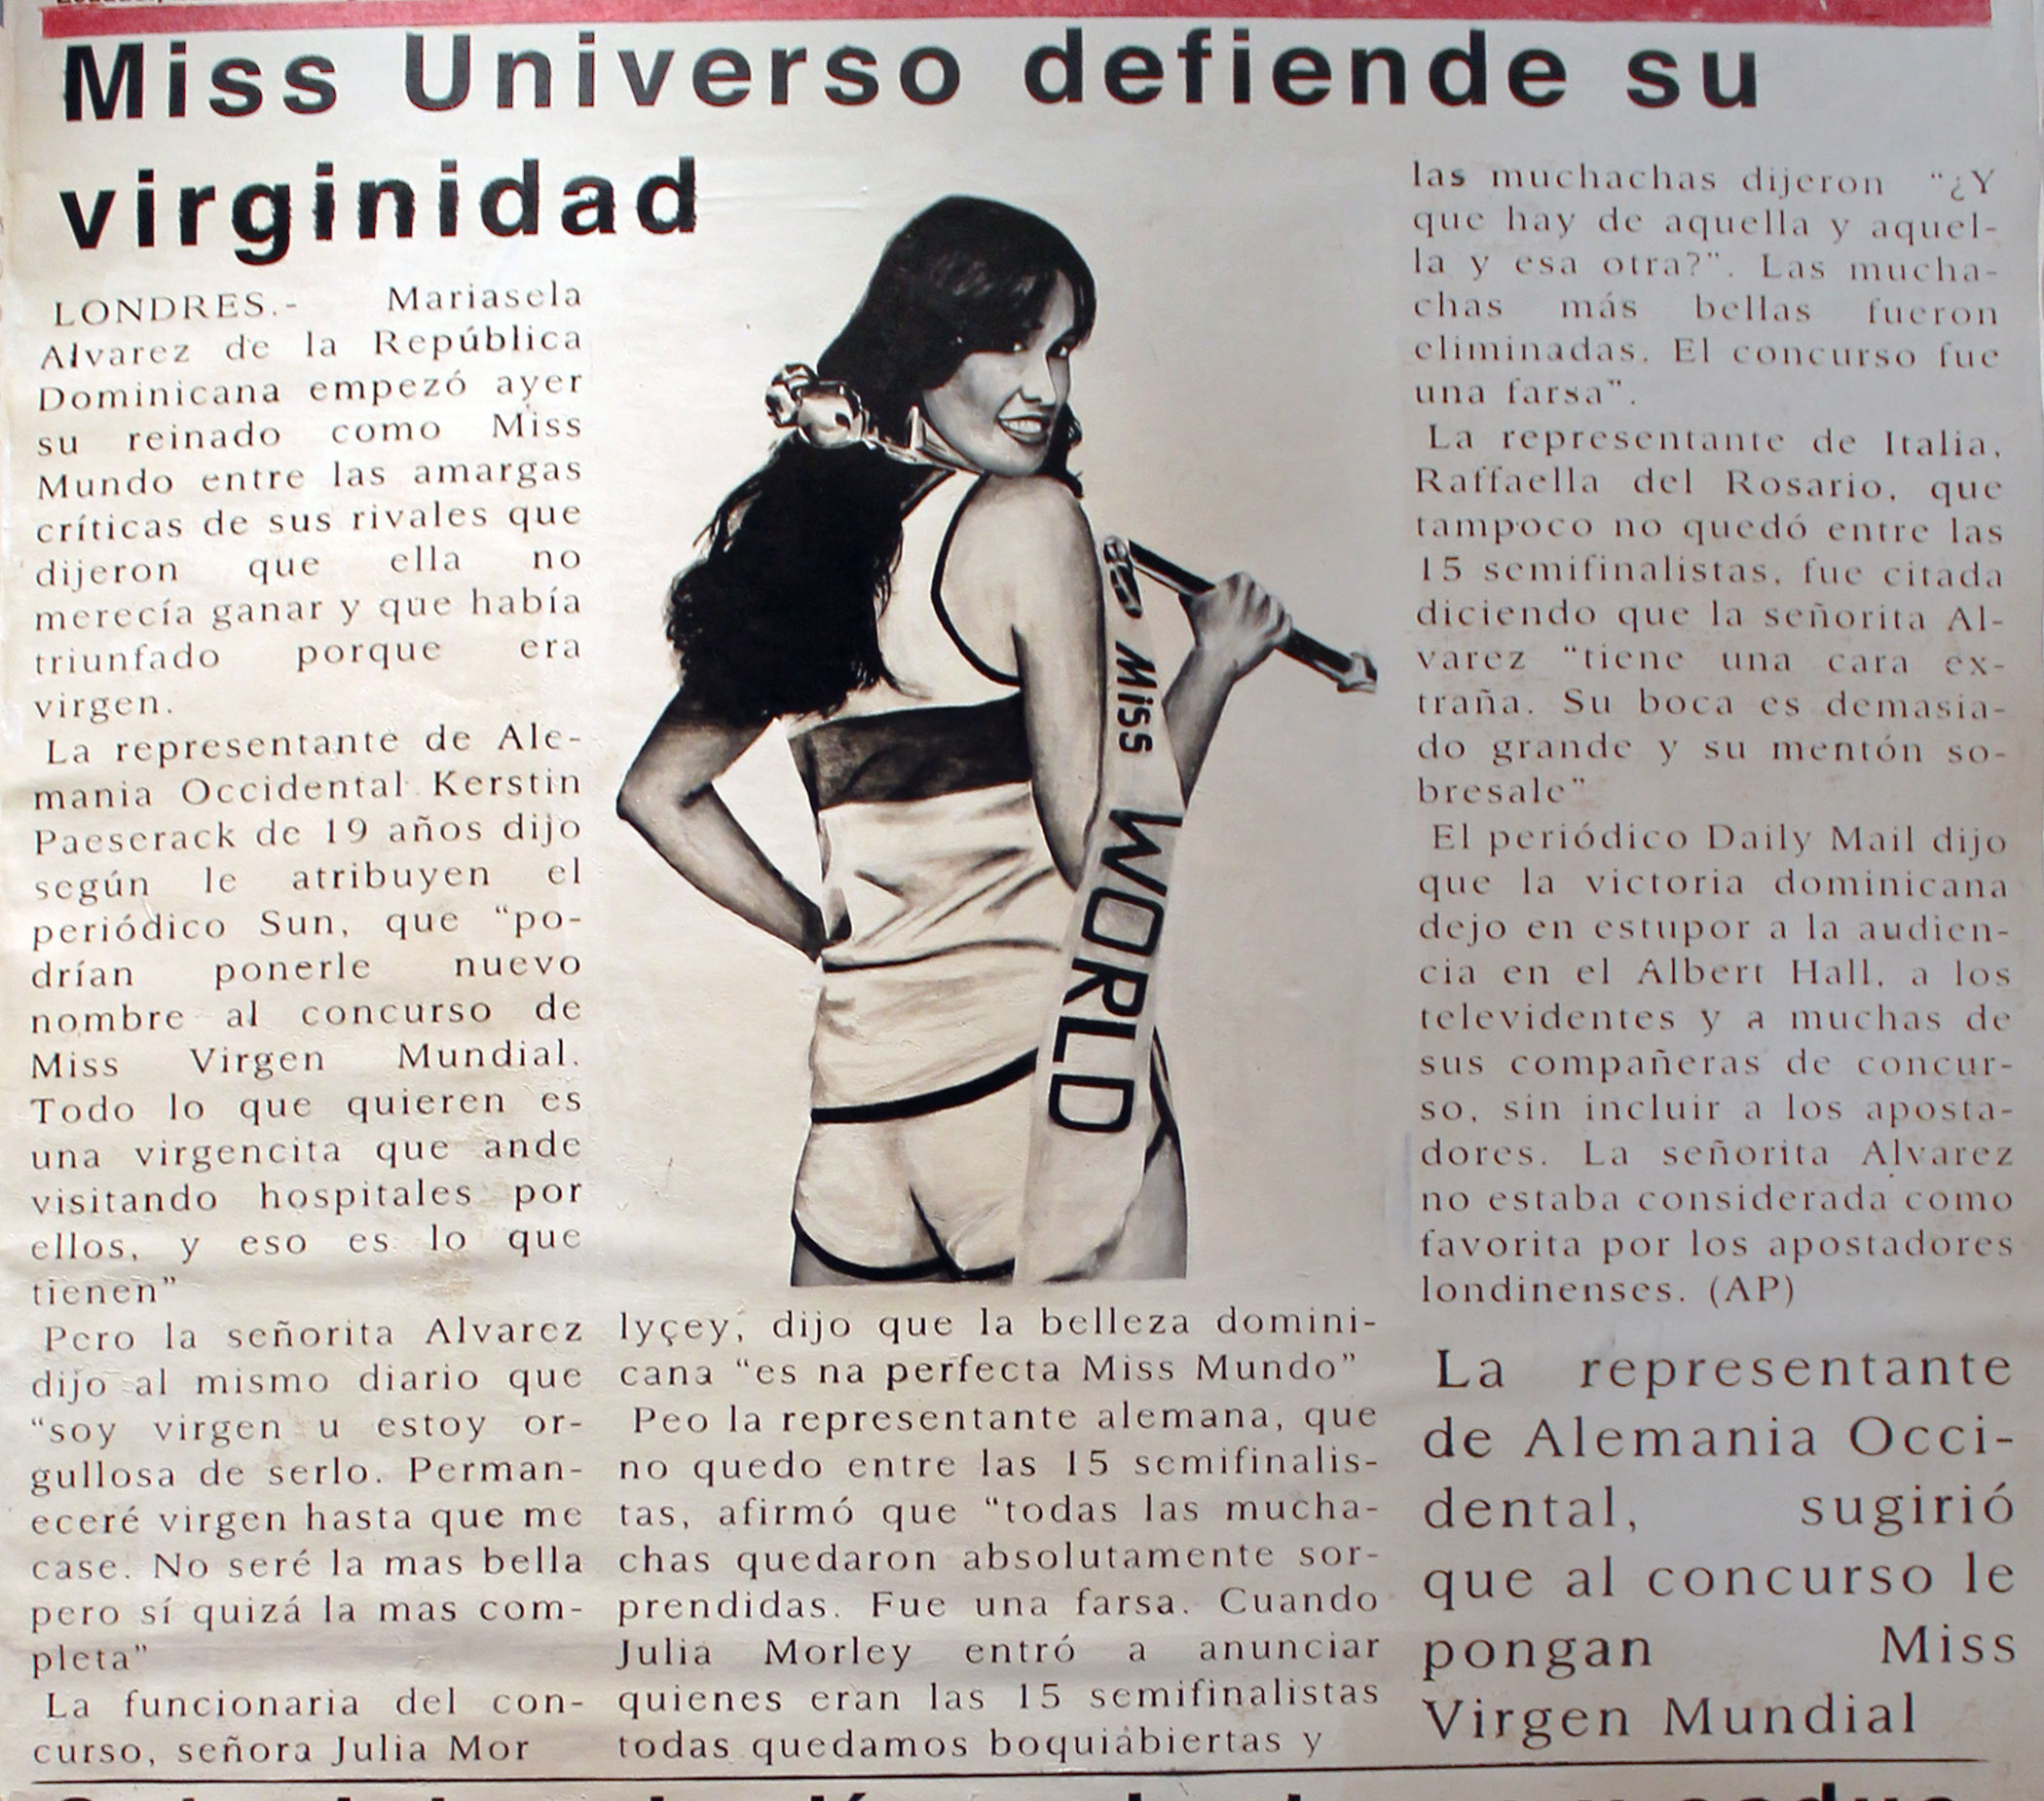 Miss Universo defiende su
virginidad
LONDRES.- Mariasela
Alvarez de la República
Dominicana empezó ayer
su reinado como Miss
Mundo entre las amargas
críticas de sus rivales que
dijeron que ella no
merecía ganar y que había
triunfado porque era
virgen.
La representante de Ale-
mania Occidental Kerstin
Paeserack de 19 años dijo
según le atribuyen el
periódico Sun, que “po-
drían ponerle nuevo
nombre al concurso de
Miss Virgen Mundial.
Todo lo que quieren es
una virgencita que ande
visitando hospitales por
ellos, y eso es lo que
tienen”
Pero la señorita Alvarez
dijo al mismo diario que
“soy virgen u estoy or-
gullosa de serlo. Perman-
eceré virgen hasta que me
case. No seré la mas bella
pero sí quizá la mas com-
pleta”
La funcionaria del con-
curso, señora Julia Mor
Miss WORLD
lyçey, dijo que la belleza domini-
cana “es na perfecta Miss Mundo”
Peo la representante alemana, que
no quedo entre las 15 semifinalis-
tas, afirmó que “todas las mucha-
chas quedaron absolutamente sor-
prendidas. Fue una farsa. Cuando
Julia Morley entró a anunciar
quienes eran las 15 semifinalistas
todas quedamos boquiabiertas y
las muchachas dijeron “¿Y
que hay de aquella y aquel-
la y esa otra?”. Las mucha-
chas más bellas fueron
eliminadas. El concurso fue
una farsa”.
La representante de Italia,
Raffaella del Rosario, que
tampoco no quedó entre las
15 semifinalistas, fue citada
diciendo que la señorita Al-
varez “tiene una cara ex-
traña. Su boca es demasia-
do grande y su mentón so-
bresale”
El periódico Daily Mail dijo
que la victoria dominicana
dejo en estupor a la audien-
cia en el Albert Hall, a los
televidentes y a muchas de
sus compañeras de concur-
so, sin incluir a los aposta-
dores. La señorita Alvarez
no estaba considerada como
favorita por los apostadores
londinenses. (AP)
La representante
de Alemania Occi-
dental, sugirió
que al concurso le
pongan Miss
Virgen Mundial